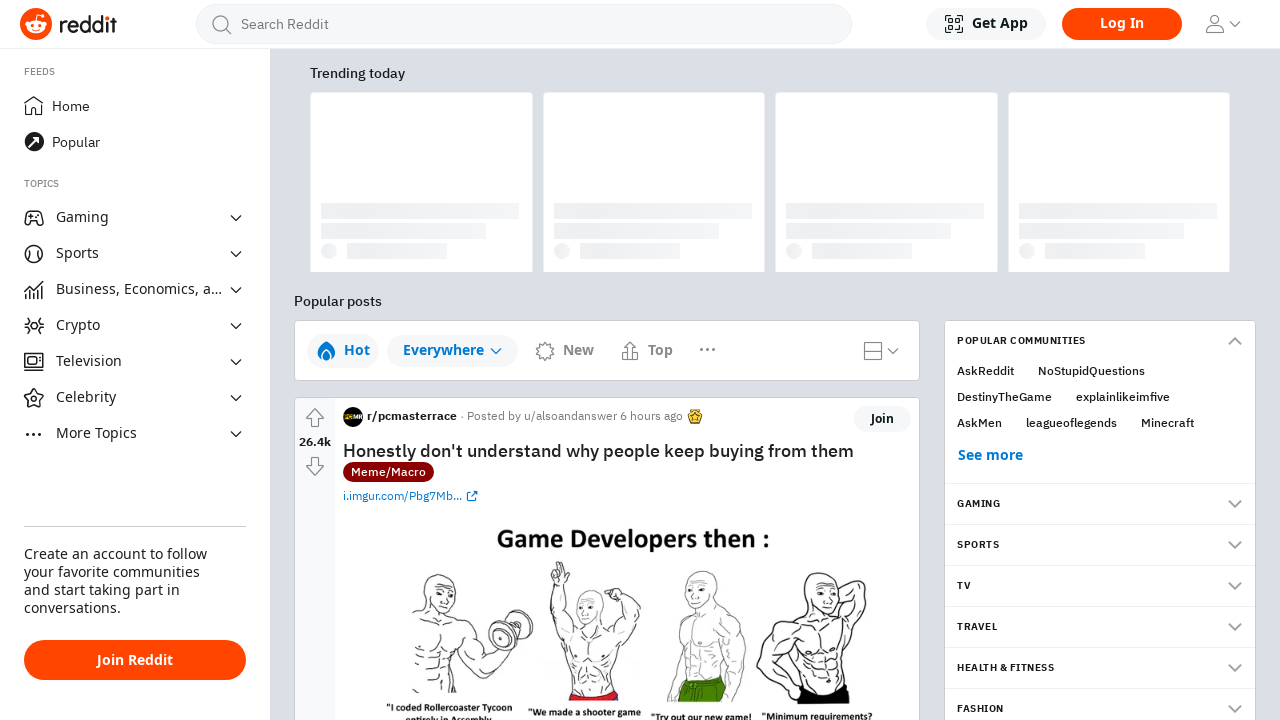 reddit
Search Reddit
Get App
Log In
FEEDS
Home
Popular
TOPICS
Gaming
Sports
Business, Economics, a...
Crypto
Television
Celebrity
More Topics
Create an account to follow
your favorite communities
and start taking part in
conversations.
Join Reddit
Trending today
Popular posts
Hot
Everywhere
New
Top
26.4k
r/pcmasterrace · Posted by u/alsoandanswer 6 hours ago
Join
Honestly don't understand why people keep buying from them
Meme/Macro
i.imgur.com/Pbg7Mb...
Game Developers then :
"I coded Rollercoaster Tycoon
entirely in Assembly
"We made a shooter game
"Try out our new game!
"Minimum requirements?
POPULAR COMMUNITIES
AskReddit
NoStupidQuestions
DestinyTheGame
explainlikeimfive
AskMen
leagueoflegends
Minecraft
See more
GAMING
SPORTS
TV
TRAVEL
HEALTH & FITNESS
FASHION